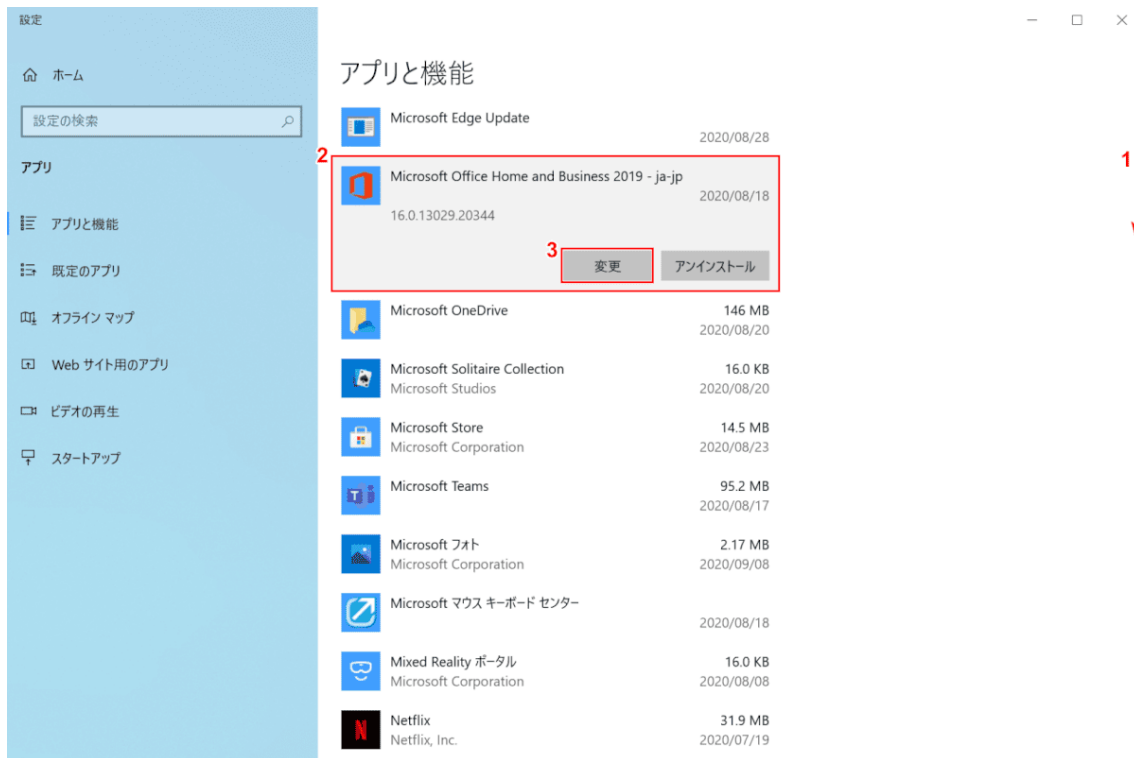 設定
ホーム
設定の検索
アプリ
アプリと機能
既定のアプリ
オフライン マップ
Web サイト用のアプリ
ビデオの再生
スタートアップ
アプリと機能
Microsoft Edge Update
2020/08/28
2
Microsoft Office Home and Business 2019 - ja-jp
2020/08/18
16.0.13029.20344
3
変更
アンインストール
Microsoft OneDrive
146 MB
2020/08/20
Microsoft Solitaire Collection
16.0 KB
Microsoft Studios
2020/08/20
Microsoft Store
14.5 MB
Microsoft Corporation
2020/08/23
Microsoft Teams
95.2 MB
2020/08/17
Microsoft フォト
2.17 MB
Microsoft Corporation
2020/09/08
Microsoft マウス キーボード センター
2020/08/18
Mixed Reality ポータル
16.0 KB
Microsoft Corporation
2020/08/08
Netflix
31.9 MB
Netflix, Inc.
2020/07/19
1